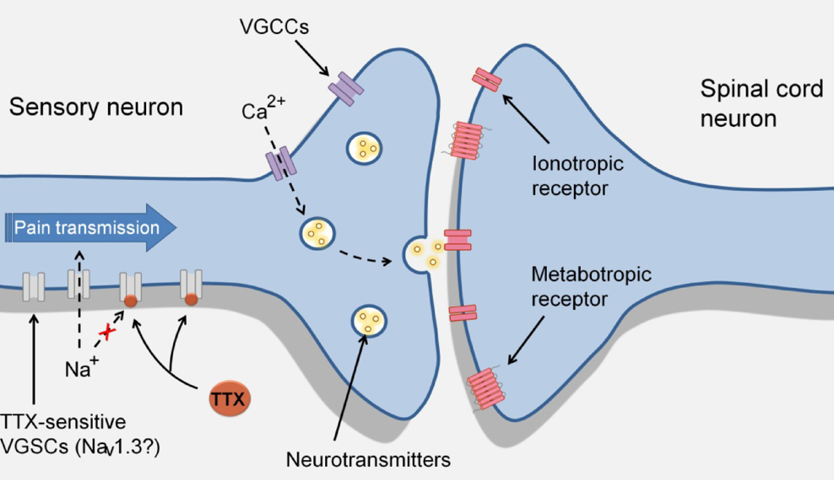 VGCCs
Sensory neuron
Ca2+
Spinal cord
neuron
Ionotropic
receptor
Pain transmission
Metabotropic
receptor
Na+
TTX
TTX-sensitive
VGSCs (Nav1.3?)
Neurotransmitters